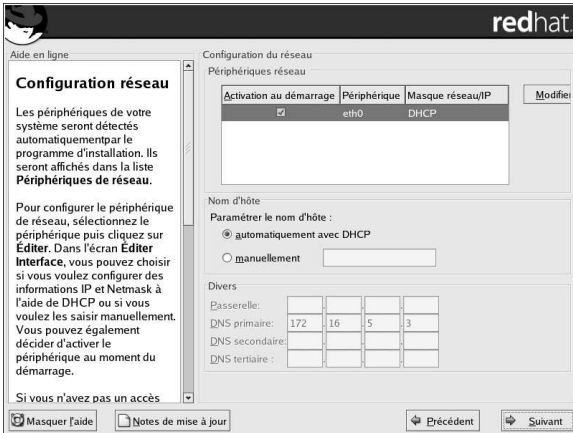 redhat.
Aide en ligne
Configuration réseau
Les périphériques de votre
système seront détectés
automatiquementpar le
programme d'installation. Ils
seront affichés dans la liste
Périphériques de réseau.
Pour configurer le périphérique
de réseau, sélectionnez le
périphérique puis cliquez sur
Éditer. Dans l'écran Éditer
Interface, vous pouvez choisir
si vous voulez configurer des
informations IP et Netmask à
l'aide de DHCP ou si vous
voulez les saisir manuellement.
Vous pouvez également
décider d'activer le
périphérique au moment du
démarrage.
Si vous n'avez pas un accès
Configuration du réseau
Périphériques réseau
Activation au démarrage Périphérique Masque réseau/IP
eth0 DHCP
Modifier
Nom d'hôte
Paramétrer le nom d'hôte :
automatiquement avec DHCP
manuellement
Divers
Passerelle: . . .
DNS primaire: 172 . 16 . 5 . 3
DNS secondaire: . . .
DNS tertiaire : . . .
Masquer l'aide Notes de mise à jour Précédent Suivant